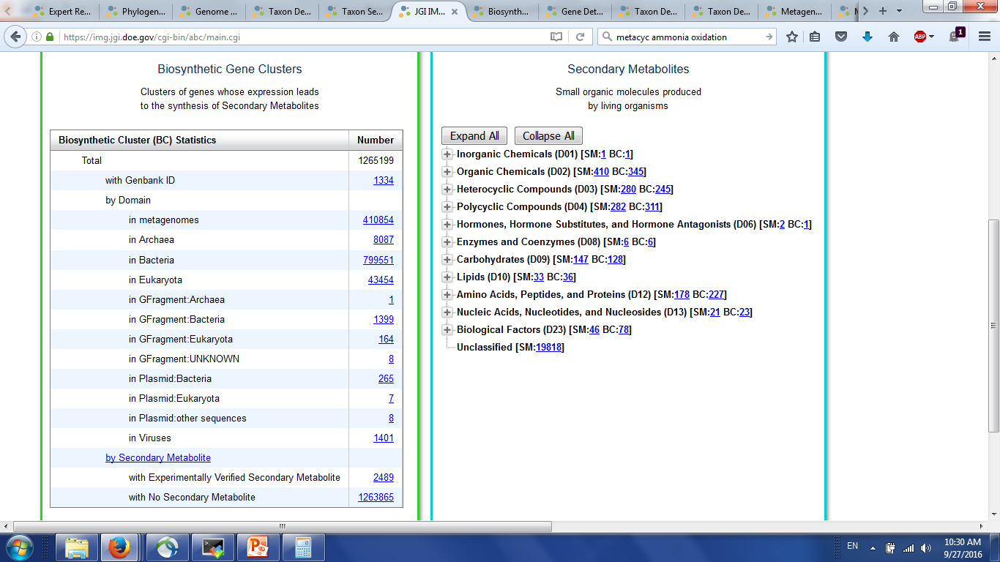 Expert Re...
Phylogen...
Genome ...
Taxon De...
Taxon Se...
JGI IM...
Biosynth...
Gene Det...
Taxon De...
Taxon De...
Metagen...
https://img.jgi.doe.gov/cgi-bin/abc/main.cgi
metacyc ammonia oxidation
ABP
1
Biosynthetic Gene Clusters
Clusters of genes whose expression leads
to the synthesis of Secondary Metabolites
Biosynthetic Cluster (BC) Statistics Number
Total 1265199
with Genbank ID 1334
by Domain
in metagenomes 410854
in Archaea 8087
in Bacteria 799551
in Eukaryota 43454
in GFragment:Archaea 1
in GFragment:Bacteria 1399
in GFragment:Eukaryota 164
in GFragment:UNKNOWN 8
in Plasmid:Bacteria 265
in Plasmid:Eukaryota 7
in Plasmid:other sequences 8
in Viruses 1401
by Secondary Metabolite
with Experimentally Verified Secondary Metabolite 2489
with No Secondary Metabolite 1263865
Secondary Metabolites
Small organic molecules produced
by living organisms
Expand All Collapse All
Inorganic Chemicals (D01) [SM:1 BC:1]
Organic Chemicals (D02) [SM:410 BC:345]
Heterocyclic Compounds (D03) [SM:280 BC:245]
Polycyclic Compounds (D04) [SM:282 BC:311]
Hormones, Hormone Substitutes, and Hormone Antagonists (D06) [SM:2 BC:1]
Enzymes and Coenzymes (D08) [SM:6 BC:6]
Carbohydrates (D09) [SM:147 BC:128]
Lipids (D10) [SM:33 BC:36]
Amino Acids, Peptides, and Proteins (D12) [SM:178 BC:227]
Nucleic Acids, Nucleotides, and Nucleosides (D13) [SM:21 BC:23]
Biological Factors (D23) [SM:46 BC:78]
Unclassified [SM:19818]
EN
10:30 AM
9/27/2016